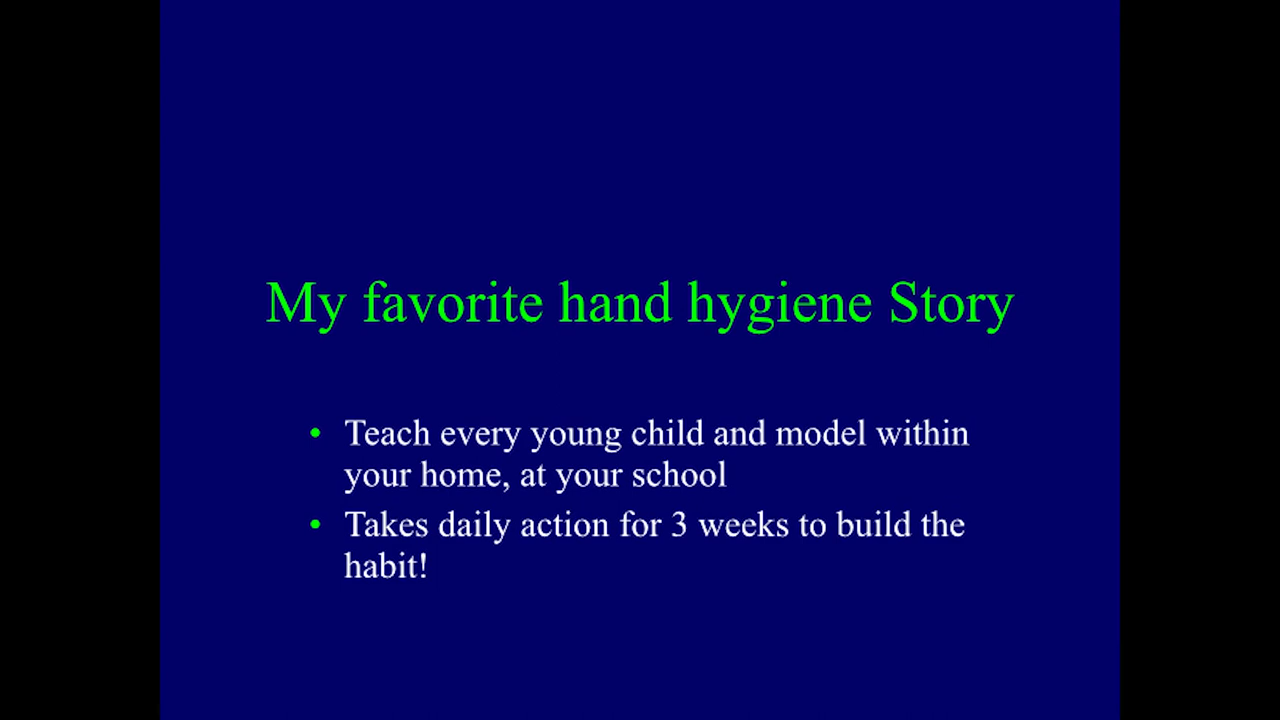 My favorite hand hygiene Story
• Teach every young child and model within
your home, at your school
• Takes daily action for 3 weeks to build the
habit!